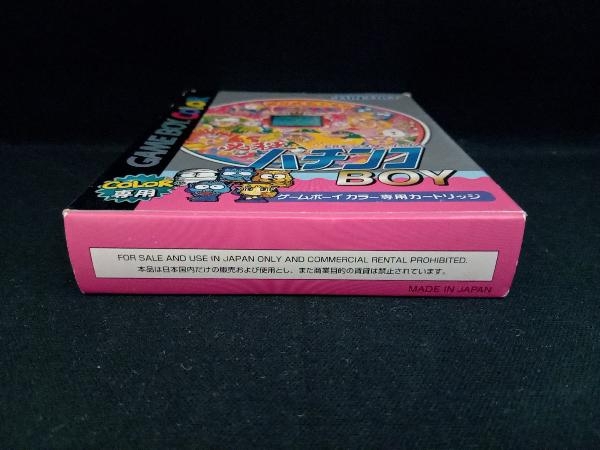 GAME BOY COLOR
COLOR
専用
パチンコ
BOY
ゲームボーイカラー専用カートリッジ
FOR SALE AND USE IN JAPAN ONLY AND COMMERCIAL RENTAL PROHIBITED.
本品は日本国内だけの販売および使用とし、また商業目的の賃貸は禁止されています。
MADE IN JAPAN